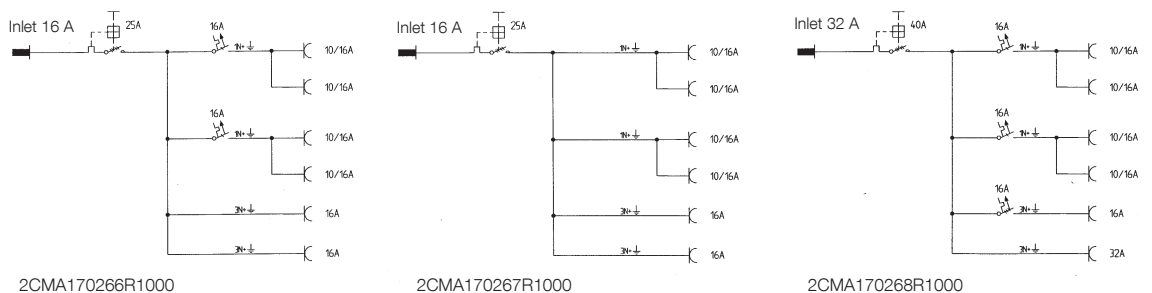 Inlet 16 A
25A
16A
1N+⏚
10/16A
10/16A
16A
1N+⏚
10/16A
10/16A
3N+⏚
16A
3N+⏚
16A
2CMA170266R1000
Inlet 16 A
25A
1N+⏚
10/16A
10/16A
1N+⏚
10/16A
10/16A
3N+⏚
16A
3N+⏚
16A
2CMA170267R1000
Inlet 32 A
40A
16A
1N+⏚
10/16A
10/16A
16A
1N+⏚
10/16A
10/16A
16A
3N+⏚
16A
3N+⏚
32A
2CMA170268R1000